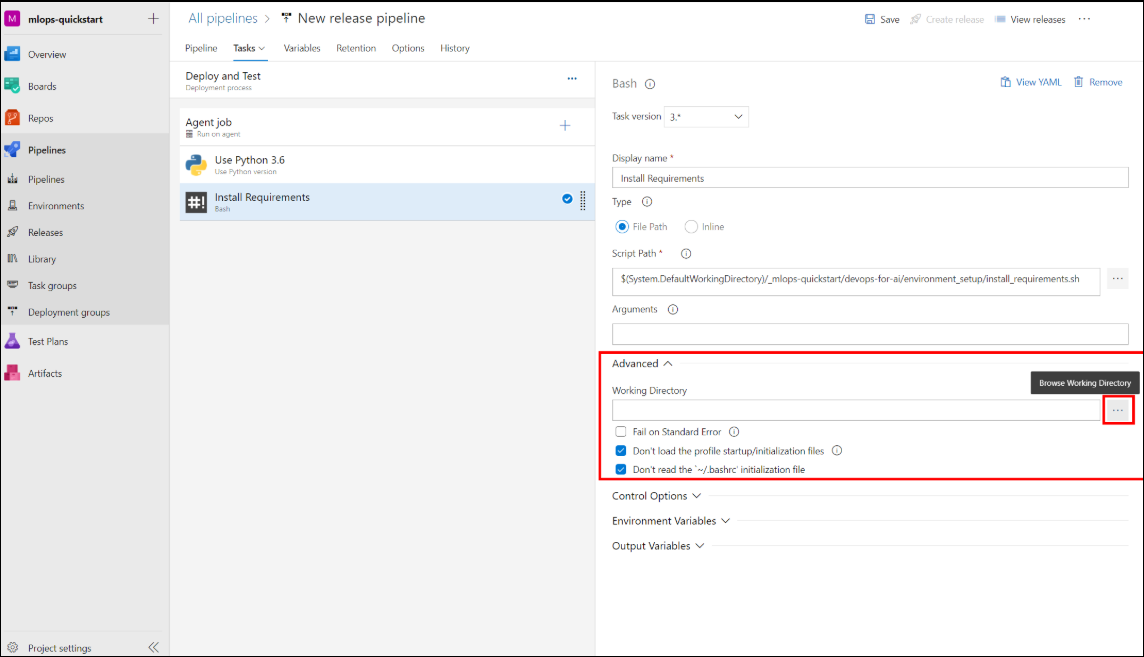 M mlops-quickstart
Overview
Boards
Repos
Pipelines
Pipelines
Environments
Releases
Library
Task groups
Deployment groups
Test Plans
Artifacts
Project settings
All pipelines > New release pipeline
Save Create release View releases ...
Pipeline Tasks Variables Retention Options History
Deploy and Test
Deployment process
Agent job
Run on agent
Use Python 3.6
Use Python version
#! Install Requirements
Bash
Bash
View YAML Remove
Task version 3.*
Display name *
Install Requirements
Type
File Path Inline
Script Path *
$(System.DefaultWorkingDirectory)/_mlops-quickstart/devops-for-ai/environment_setup/install_requirements.sh
Arguments
Advanced
Browse Working Directory
Working Directory
Fail on Standard Error
Don't load the profile startup/initialization files
Don't read the `~/.bashrc' initialization file
Control Options
Environment Variables
Output Variables